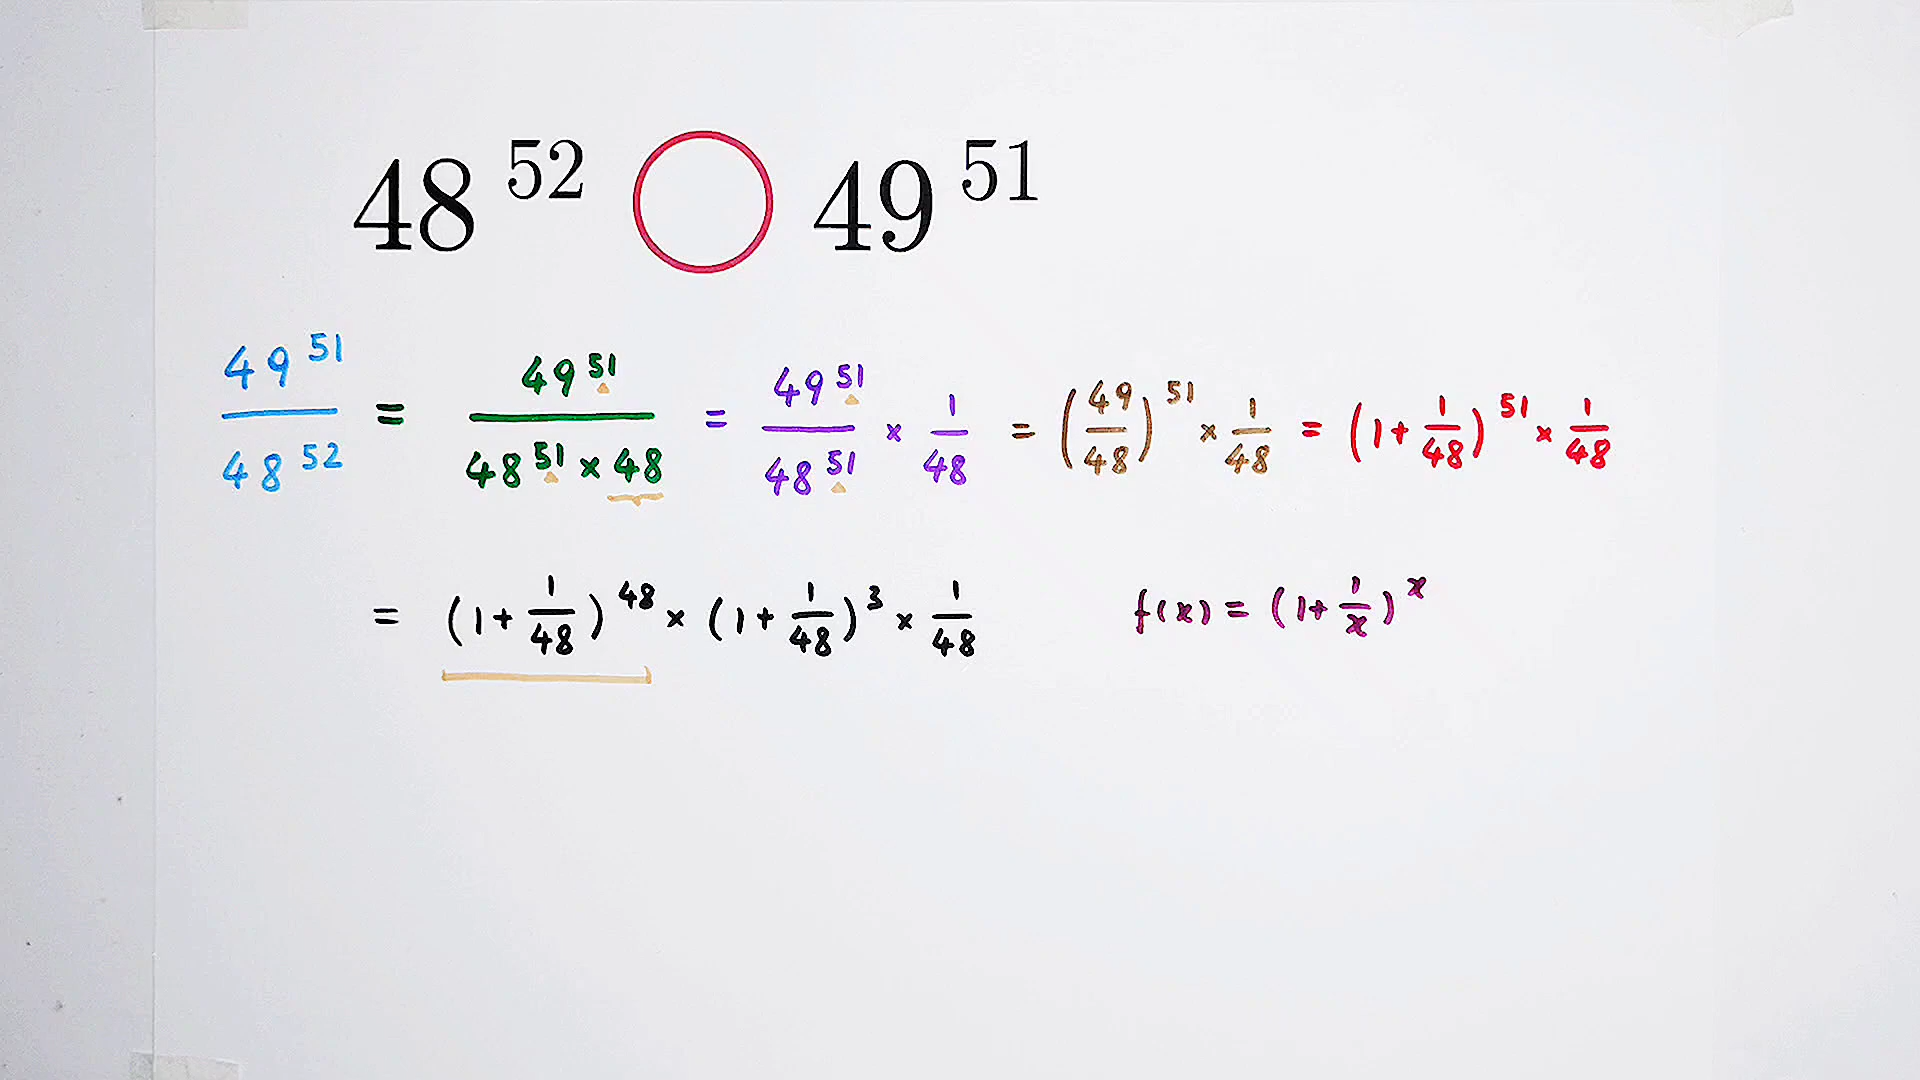 48^52 ○ 49^51
49^51 / 48^52 = 49^51 / (48^51 × 48) = 49^51 / 48^51 × 1/48 = (49/48)^51 × 1/48 = (1 + 1/48)^51 × 1/48
= (1 + 1/48)^48 × (1 + 1/48)^3 × 1/48 f(x) = (1 + 1/x)^x